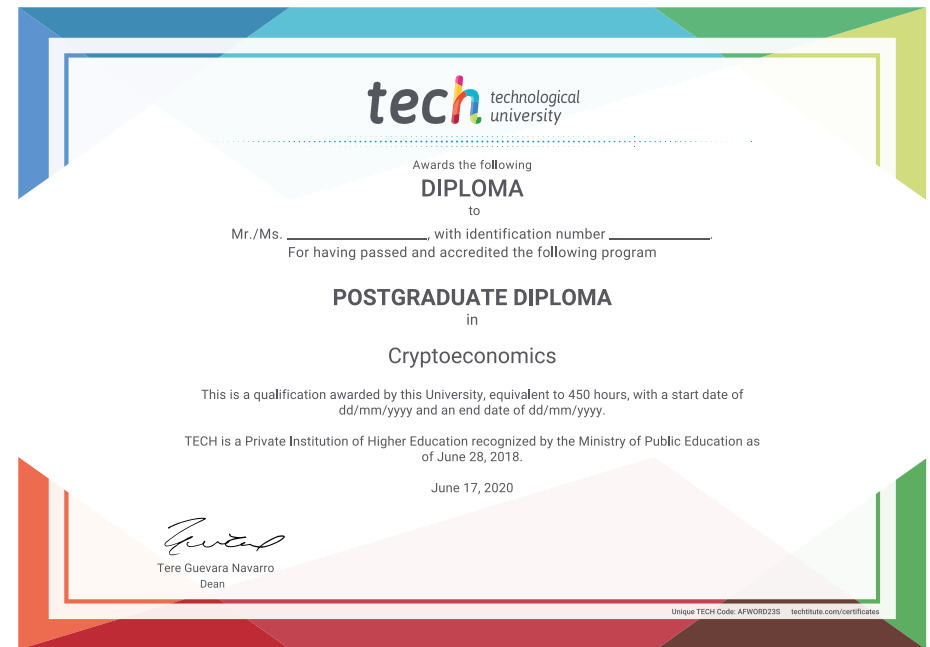 tech technological
university
Awards the following
DIPLOMA
to
Mr./Ms. ____________________, with identification number ______________.
For having passed and accredited the following program
POSTGRADUATE DIPLOMA
in
Cryptoeconomics
This is a qualification awarded by this University, equivalent to 450 hours, with a start date of
dd/mm/yyyy and an end date of dd/mm/yyyy.
TECH is a Private Institution of Higher Education recognized by the Ministry of Public Education as
of June 28, 2018.
June 17, 2020
Tere Guevara Navarro
Dean
Unique TECH Code: AFWORD23S techtitute.com/certificates